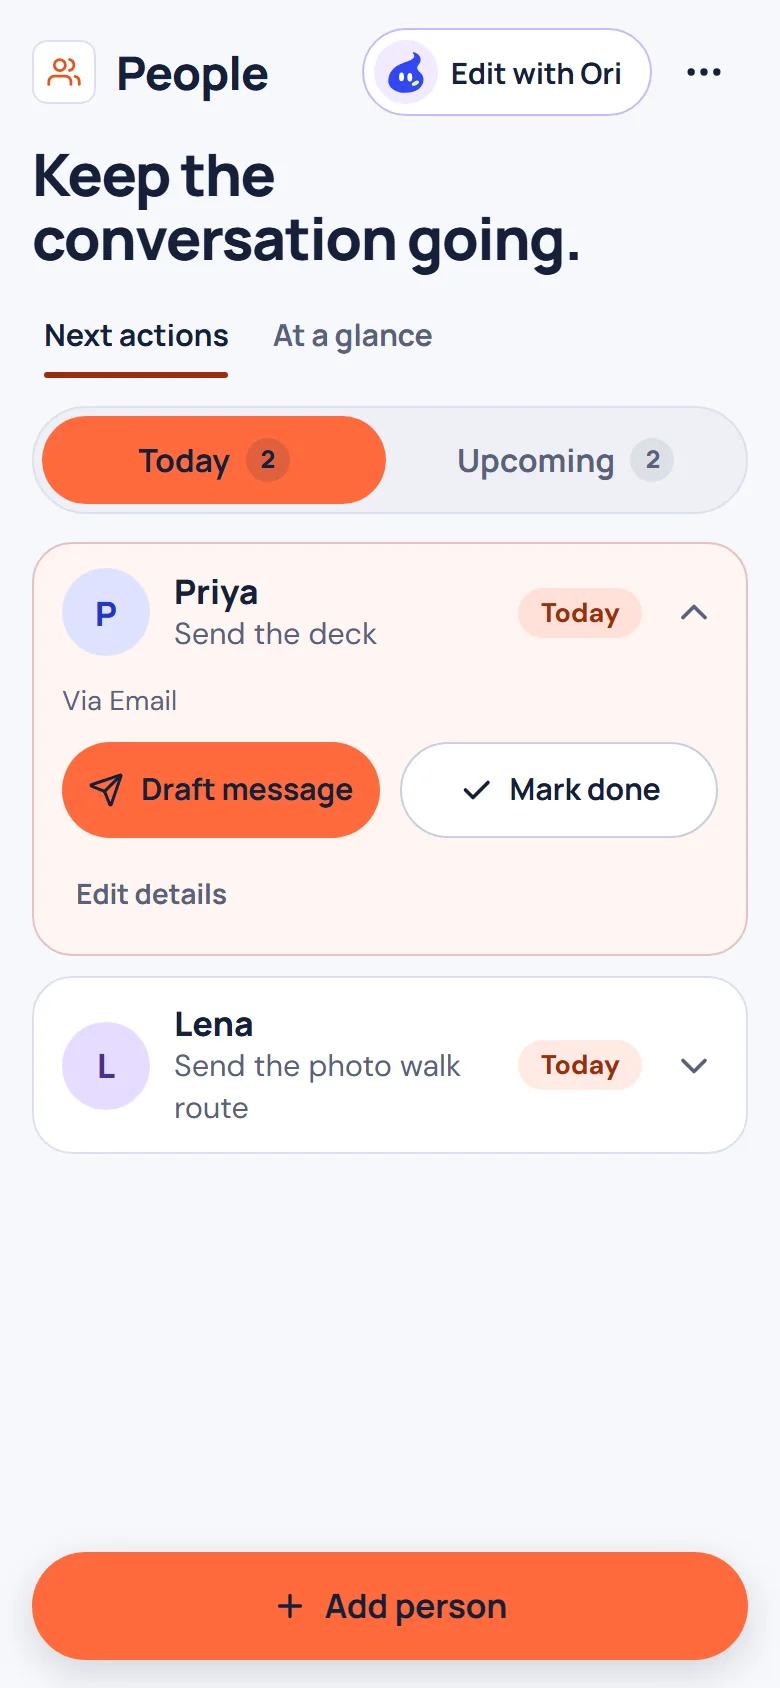 People
Edit with Ori
Keep the
conversation going.
Next actions
At a glance
Today 2
Upcoming 2
P
Priya
Send the deck
Today
Via Email
Draft message
Mark done
Edit details
L
Lena
Send the photo walk
route
Today
Add person